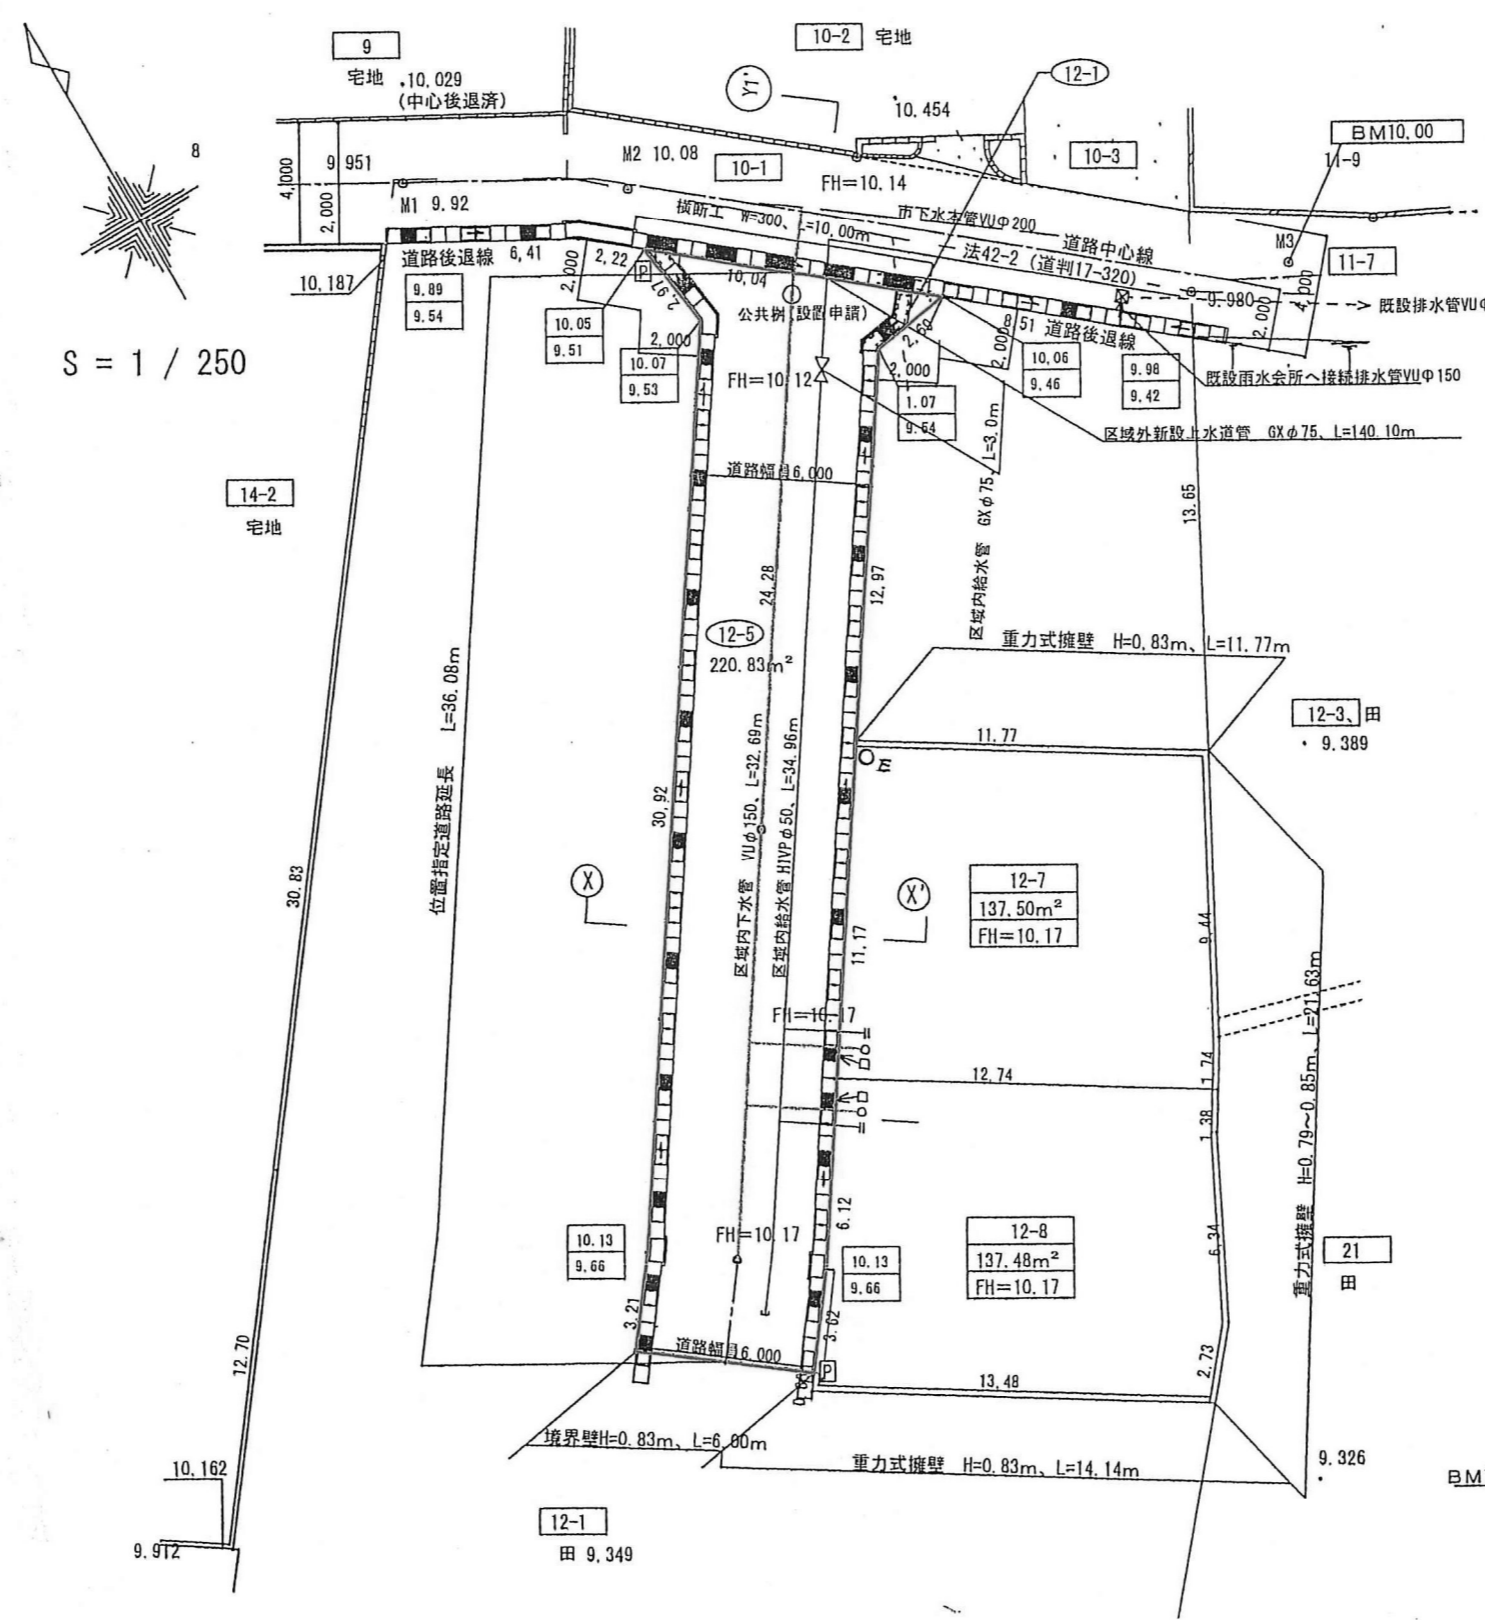 9
宅地
10.029
(中心後退済)
10-2 宅地
Y1'
12-1
10.454
BM10.00
11-9
8
4,000
2,000
9 951
M1 9.92
M2 10.08
10-1
FH=10.14
10-3
市下水本管VUΦ200
横断工 W=300、L=10.00m
道路中心線
法42-2 (道判17-320)
M3
11-7
9.980
2,000
4,000
既設排水管VUΦ
道路後退線
6.41
2.22
10.04
10.187
9.89
9.54
2,000
P
2.97
公共桝(設置申請)
2.69
8.51
道路後退線
2,000
10.05
9.51
2,000
10.07
9.53
FH=10.12
2,000
1.07
9.54
10.06
9.46
9.98
9.42
既設雨水会所へ接続排水管VUΦ150
区域外新設上水道管 GXφ75、L=140.10m
S = 1 / 250
14-2
宅地
道路幅員6,000
区域内給水管 GXφ75、L=3.0m
13.65
24.28
12.97
12-5
220.83m²
重力式擁壁 H=0.83m、L=11.77m
12-3、田
9.389
11.77
位置指定道路延長 L=36.08m
30.92
区域内下水管 VUφ150、L=32.69m
区域内給水管HIVPφ50、L=34.96m
30.83
X
X'
12-7
137.50m²
FH=10.17
9.44
11.17
FH=10.17
12.74
1.74
1.38
重力式擁壁 H=0.79～0.85m、L=21.63m
6.12
6.34
10.13
9.66
FH=10.17
10.13
9.66
12-8
137.48m²
FH=10.17
21
田
3.21
3.62
道路幅員6,000
P
13.48
2.73
12.70
境界壁H=0.83m、L=6.00m
重力式擁壁 H=0.83m、L=14.14m
9.326
BM
10.162
9.912
12-1
田 9.349